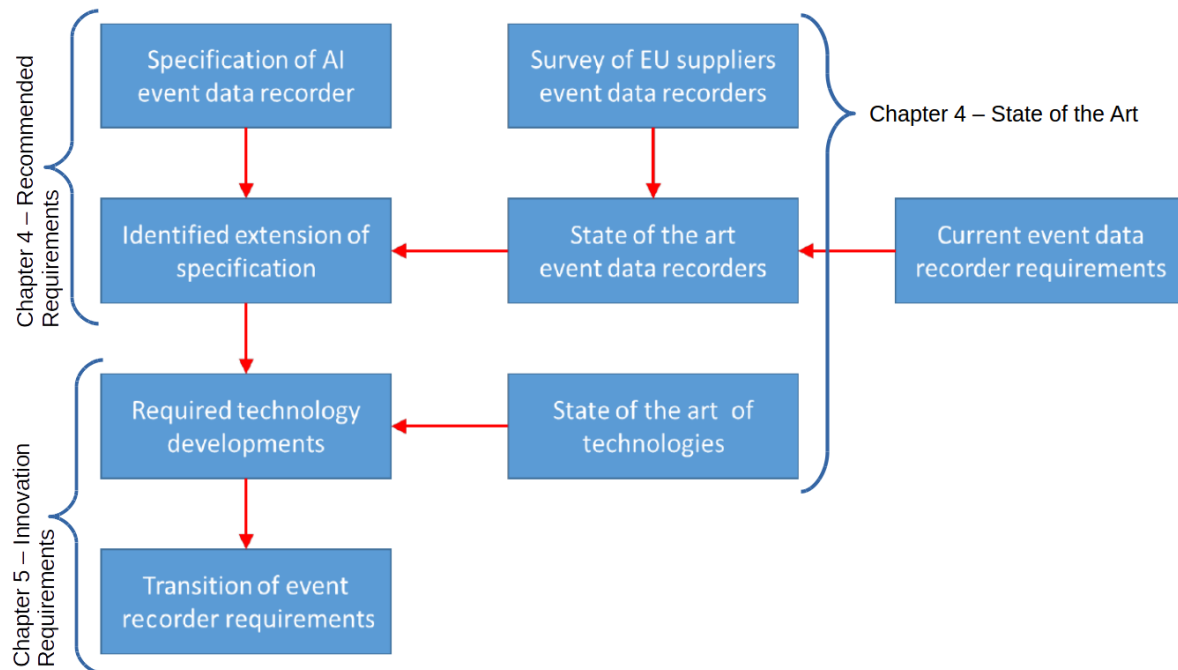 Chapter 4 – Recommended
Requirements
Specification of AI
event data recorder
Survey of EU suppliers
event data recorders
Chapter 4 – State of the Art
Identified extension of
specification
State of the art
event data recorders
Current event data
recorder requirements
Chapter 5 – Innovation
Requirements
Required technology
developments
State of the art of
technologies
Transition of event
recorder requirements